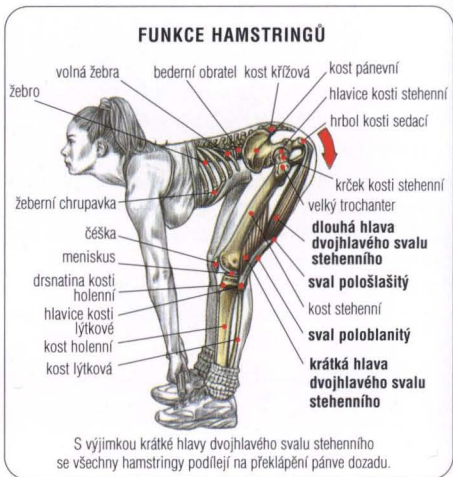 FUNKCE HAMSTRINGŮ
volná žebra
bederní obratel
kost křížová
kost pánevní
žebro
hlavice kosti stehenní
hrbol kosti sedací
krček kosti stehenní
velký trochanter
žeberní chrupavka
dlouhá hlava
dvojhlavého svalu
stehenního
čéška
meniskus
sval pološlašitý
drsnatina kosti
holenní
kost stehenní
hlavice kosti
lýtkové
sval poloblanitý
kost holenní
kost lýtková
krátká hlava
dvojhlavého svalu
stehenního
S výjimkou krátké hlavy dvojhlavého svalu stehenního
se všechny hamstringy podílejí na překlápění pánve dozadu.